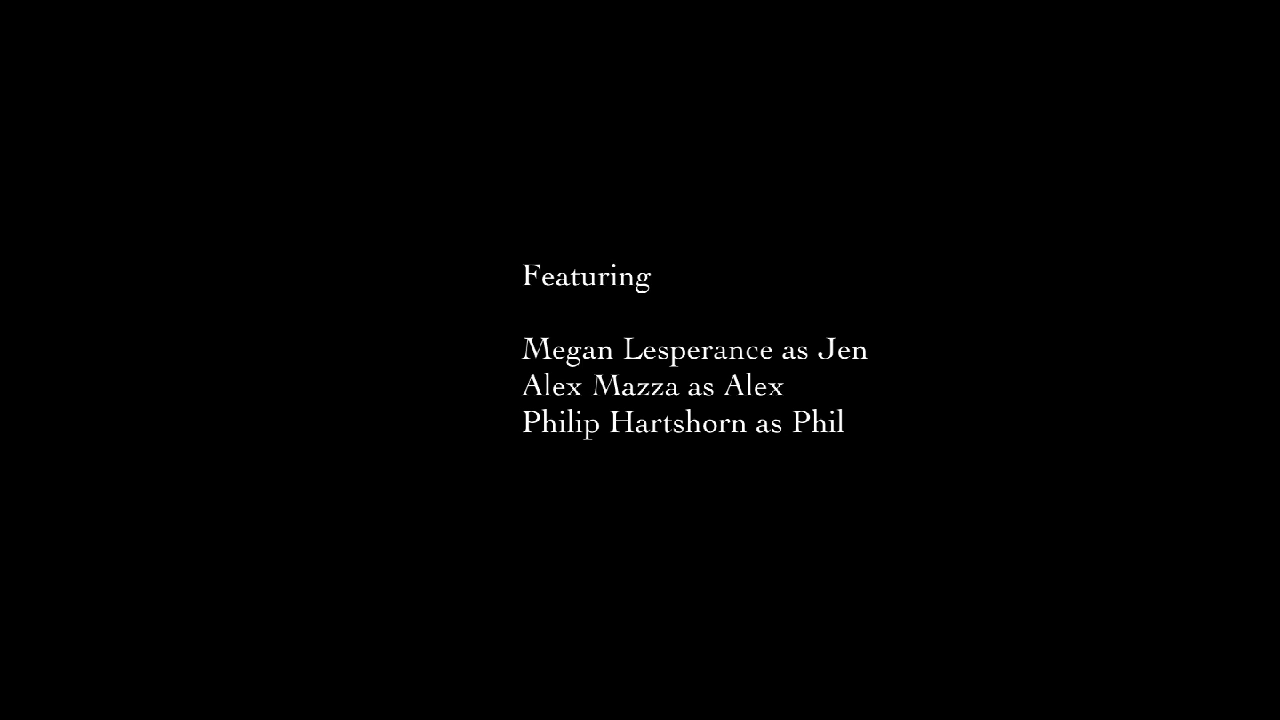 Featuring
Megan Lesperance as Jen
Alex Mazza as Alex
Philip Hartshorn as Phil